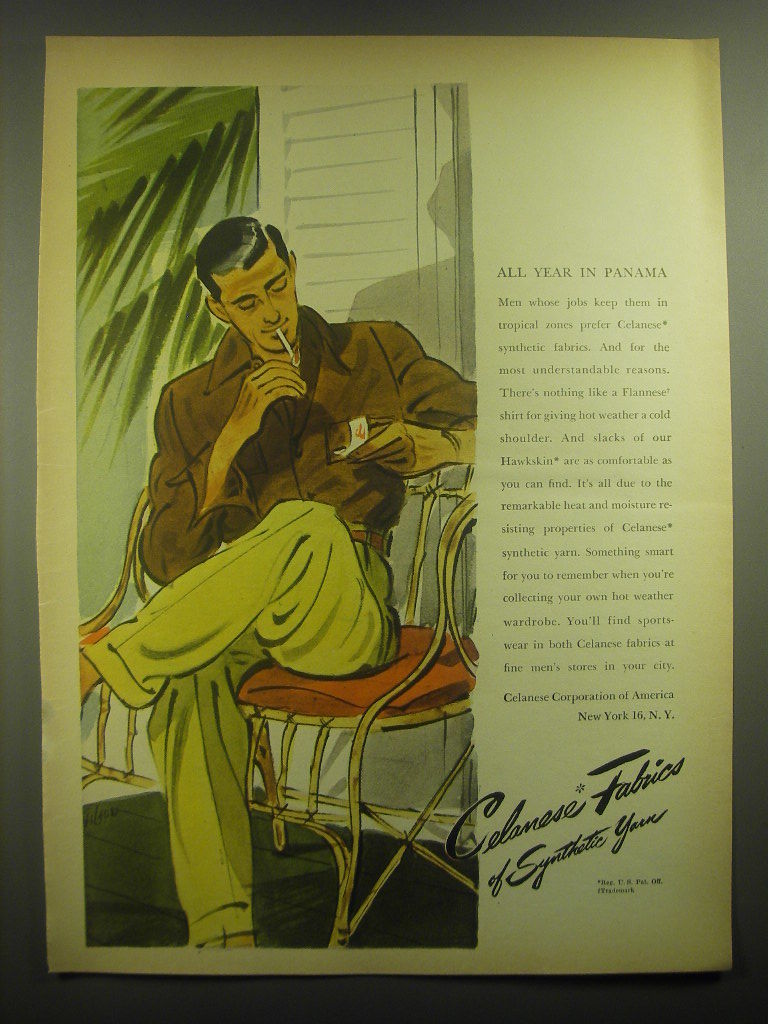 ALL YEAR IN PANAMA
Men whose jobs keep them in
tropical zones prefer Celanese*
synthetic fabrics. And for the
most understandable reasons.
There's nothing like a Flannese†
shirt for giving hot weather a cold
shoulder. And slacks of our
Hawkskin* are as comfortable as
you can find. It's all due to the
remarkable heat and moisture re-
sisting properties of Celanese*
synthetic yarn. Something smart
for you to remember when you're
collecting your own hot weather
wardrobe. You'll find sports-
wear in both Celanese fabrics at
fine men's stores in your city.
Celanese Corporation of America
New York 16, N. Y.
Celanese* Fabrics
of Synthetic Yarn
*Reg. U. S. Pat. Off.
†Trademark